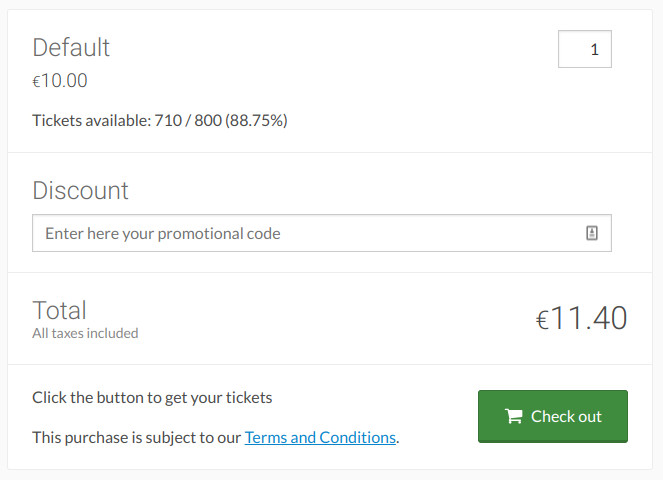 Default
1
€10.00
Tickets available: 710 / 800 (88.75%)
Discount
Enter here your promotional code
Total
All taxes included
€11.40
Click the button to get your tickets
Check out
This purchase is subject to our Terms and Conditions.